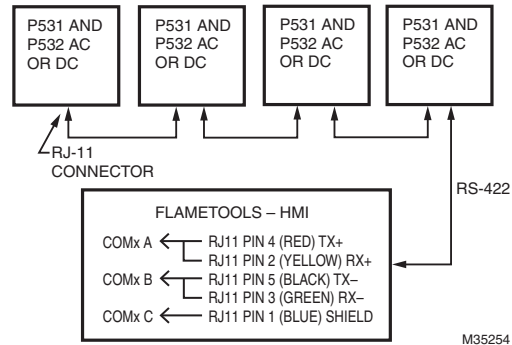 P531 AND
P532 AC
OR DC
P531 AND
P532 AC
OR DC
P531 AND
P532 AC
OR DC
P531 AND
P532 AC
OR DC
RJ-11
CONNECTOR
RS-422
FLAMETOOLS – HMI
COMx A RJ11 PIN 4 (RED) TX+
RJ11 PIN 2 (YELLOW) RX+
COMx B RJ11 PIN 5 (BLACK) TX–
RJ11 PIN 3 (GREEN) RX–
COMx C RJ11 PIN 1 (BLUE) SHIELD
M35254